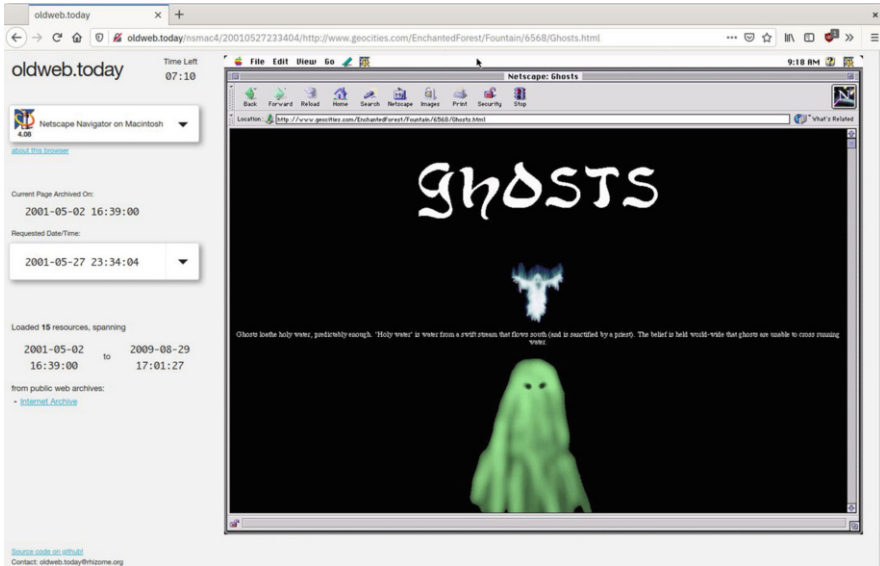 oldweb.today
oldweb.today/nsmac4/20010527233404/http://www.geocities.com/EnchantedForest/Fountain/6568/Ghosts.html
oldweb.today
Time Left
07:10
Netscape Navigator on Macintosh
4.08
about this browser
Current Page Archived On:
2001-05-02 16:39:00
Requested Date/Time:
2001-05-27 23:34:04
Loaded 15 resources, spanning
2001-05-02 16:39:00
to
2009-08-29 17:01:27
from public web archives:
- Internet Archive
Source code on github!
Contact: oldweb.today@rhizome.org
File Edit View Go
9:18 AM
Netscape: Ghosts
Back Forward Reload Home Search Netscape Images Print Security Stop
Location: http://www.geocities.com/EnchantedForest/Fountain/6568/Ghosts.html
What's Related
GhOSTS
Ghosts loathe holy water, predictably enough. "Holy water" is water from a swift stream that flows south (and is sanctified by a priest). The belief is held world-wide that ghosts are unable to cross running
water.